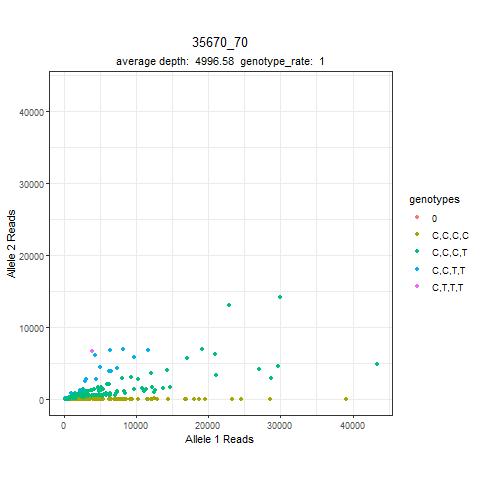 35670_70
average depth:  4996.58  genotype_rate:  1
40000
30000
20000
10000
0
Allele 2 Reads
0
10000
20000
30000
40000
Allele 1 Reads
genotypes
0
C,C,C,C
C,C,C,T
C,C,T,T
C,T,T,T